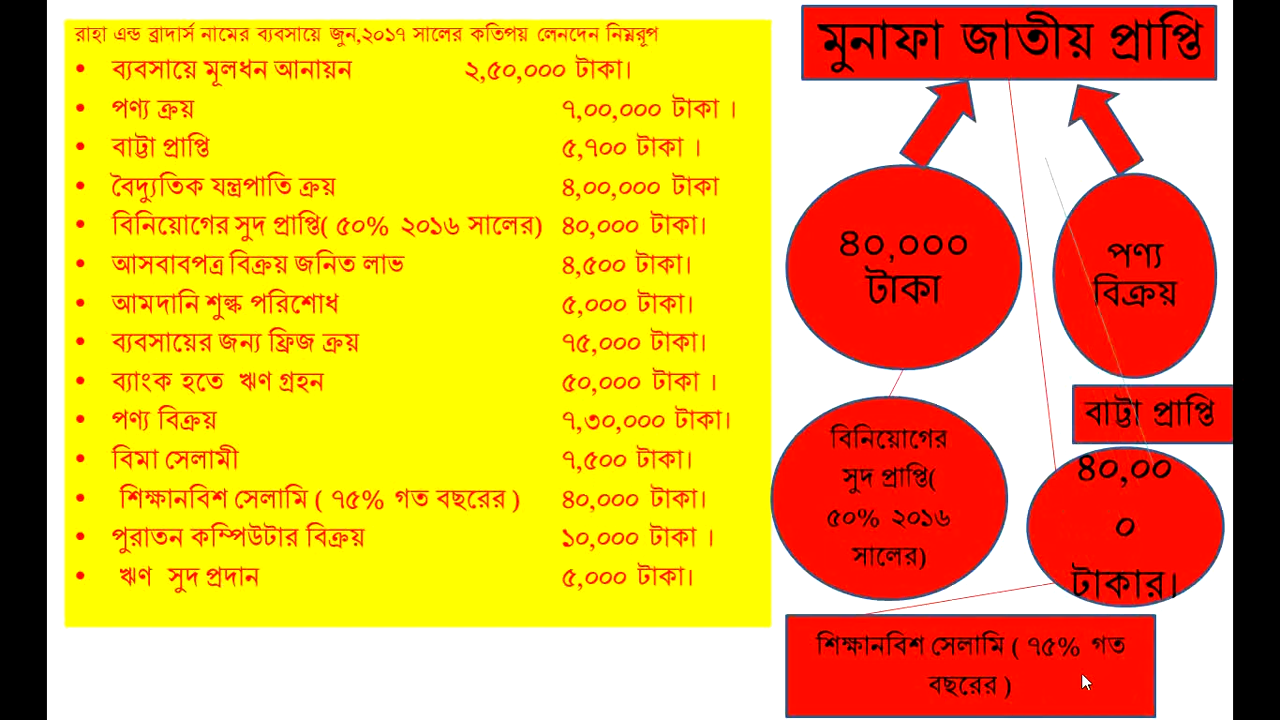 রাহা এন্ড ব্রাদার্স নামের ব্যবসায়ে জুন,২০১৭ সালের কতিপয় লেনদেন নিম্নরূপ
• ব্যবসায়ে মূলধন আনায়ন ২,৫০,০০০ টাকা।
• পণ্য ক্রয় ৭,০০,০০০ টাকা ।
• বাট্টা প্রাপ্তি ৫,৭০০ টাকা ।
• বৈদ্যুতিক যন্ত্রপাতি ক্রয় ৪,০০,০০০ টাকা
• বিনিয়োগের সুদ প্রাপ্তি( ৫০% ২০১৬ সালের) ৪০,০০০ টাকা।
• আসবাবপত্র বিক্রয় জনিত লাভ ৪,৫০০ টাকা।
• আমদানি শুল্ক পরিশোধ ৫,০০০ টাকা।
• ব্যবসায়ের জন্য ফ্রিজ ক্রয় ৭৫,০০০ টাকা।
• ব্যাংক হতে ঋণ গ্রহন ৫০,০০০ টাকা ।
• পণ্য বিক্রয় ৭,৩০,০০০ টাকা।
• বিমা সেলামী ৭,৫০০ টাকা।
• শিক্ষানবিশ সেলামি ( ৭৫% গত বছরের ) ৪০,০০০ টাকা।
• পুরাতন কম্পিউটার বিক্রয় ১০,০০০ টাকা ।
• ঋণ সুদ প্রদান ৫,০০০ টাকা।
মুনাফা জাতীয় প্রাপ্তি
৪০,০০০
টাকা
পণ্য
বিক্রয়
বাট্টা প্রাপ্তি
বিনিয়োগের
সুদ প্রাপ্তি(
৫০% ২০১৬
সালের)
৪০,০০
০
টাকার।
শিক্ষানবিশ সেলামি ( ৭৫% গত
বছরের )